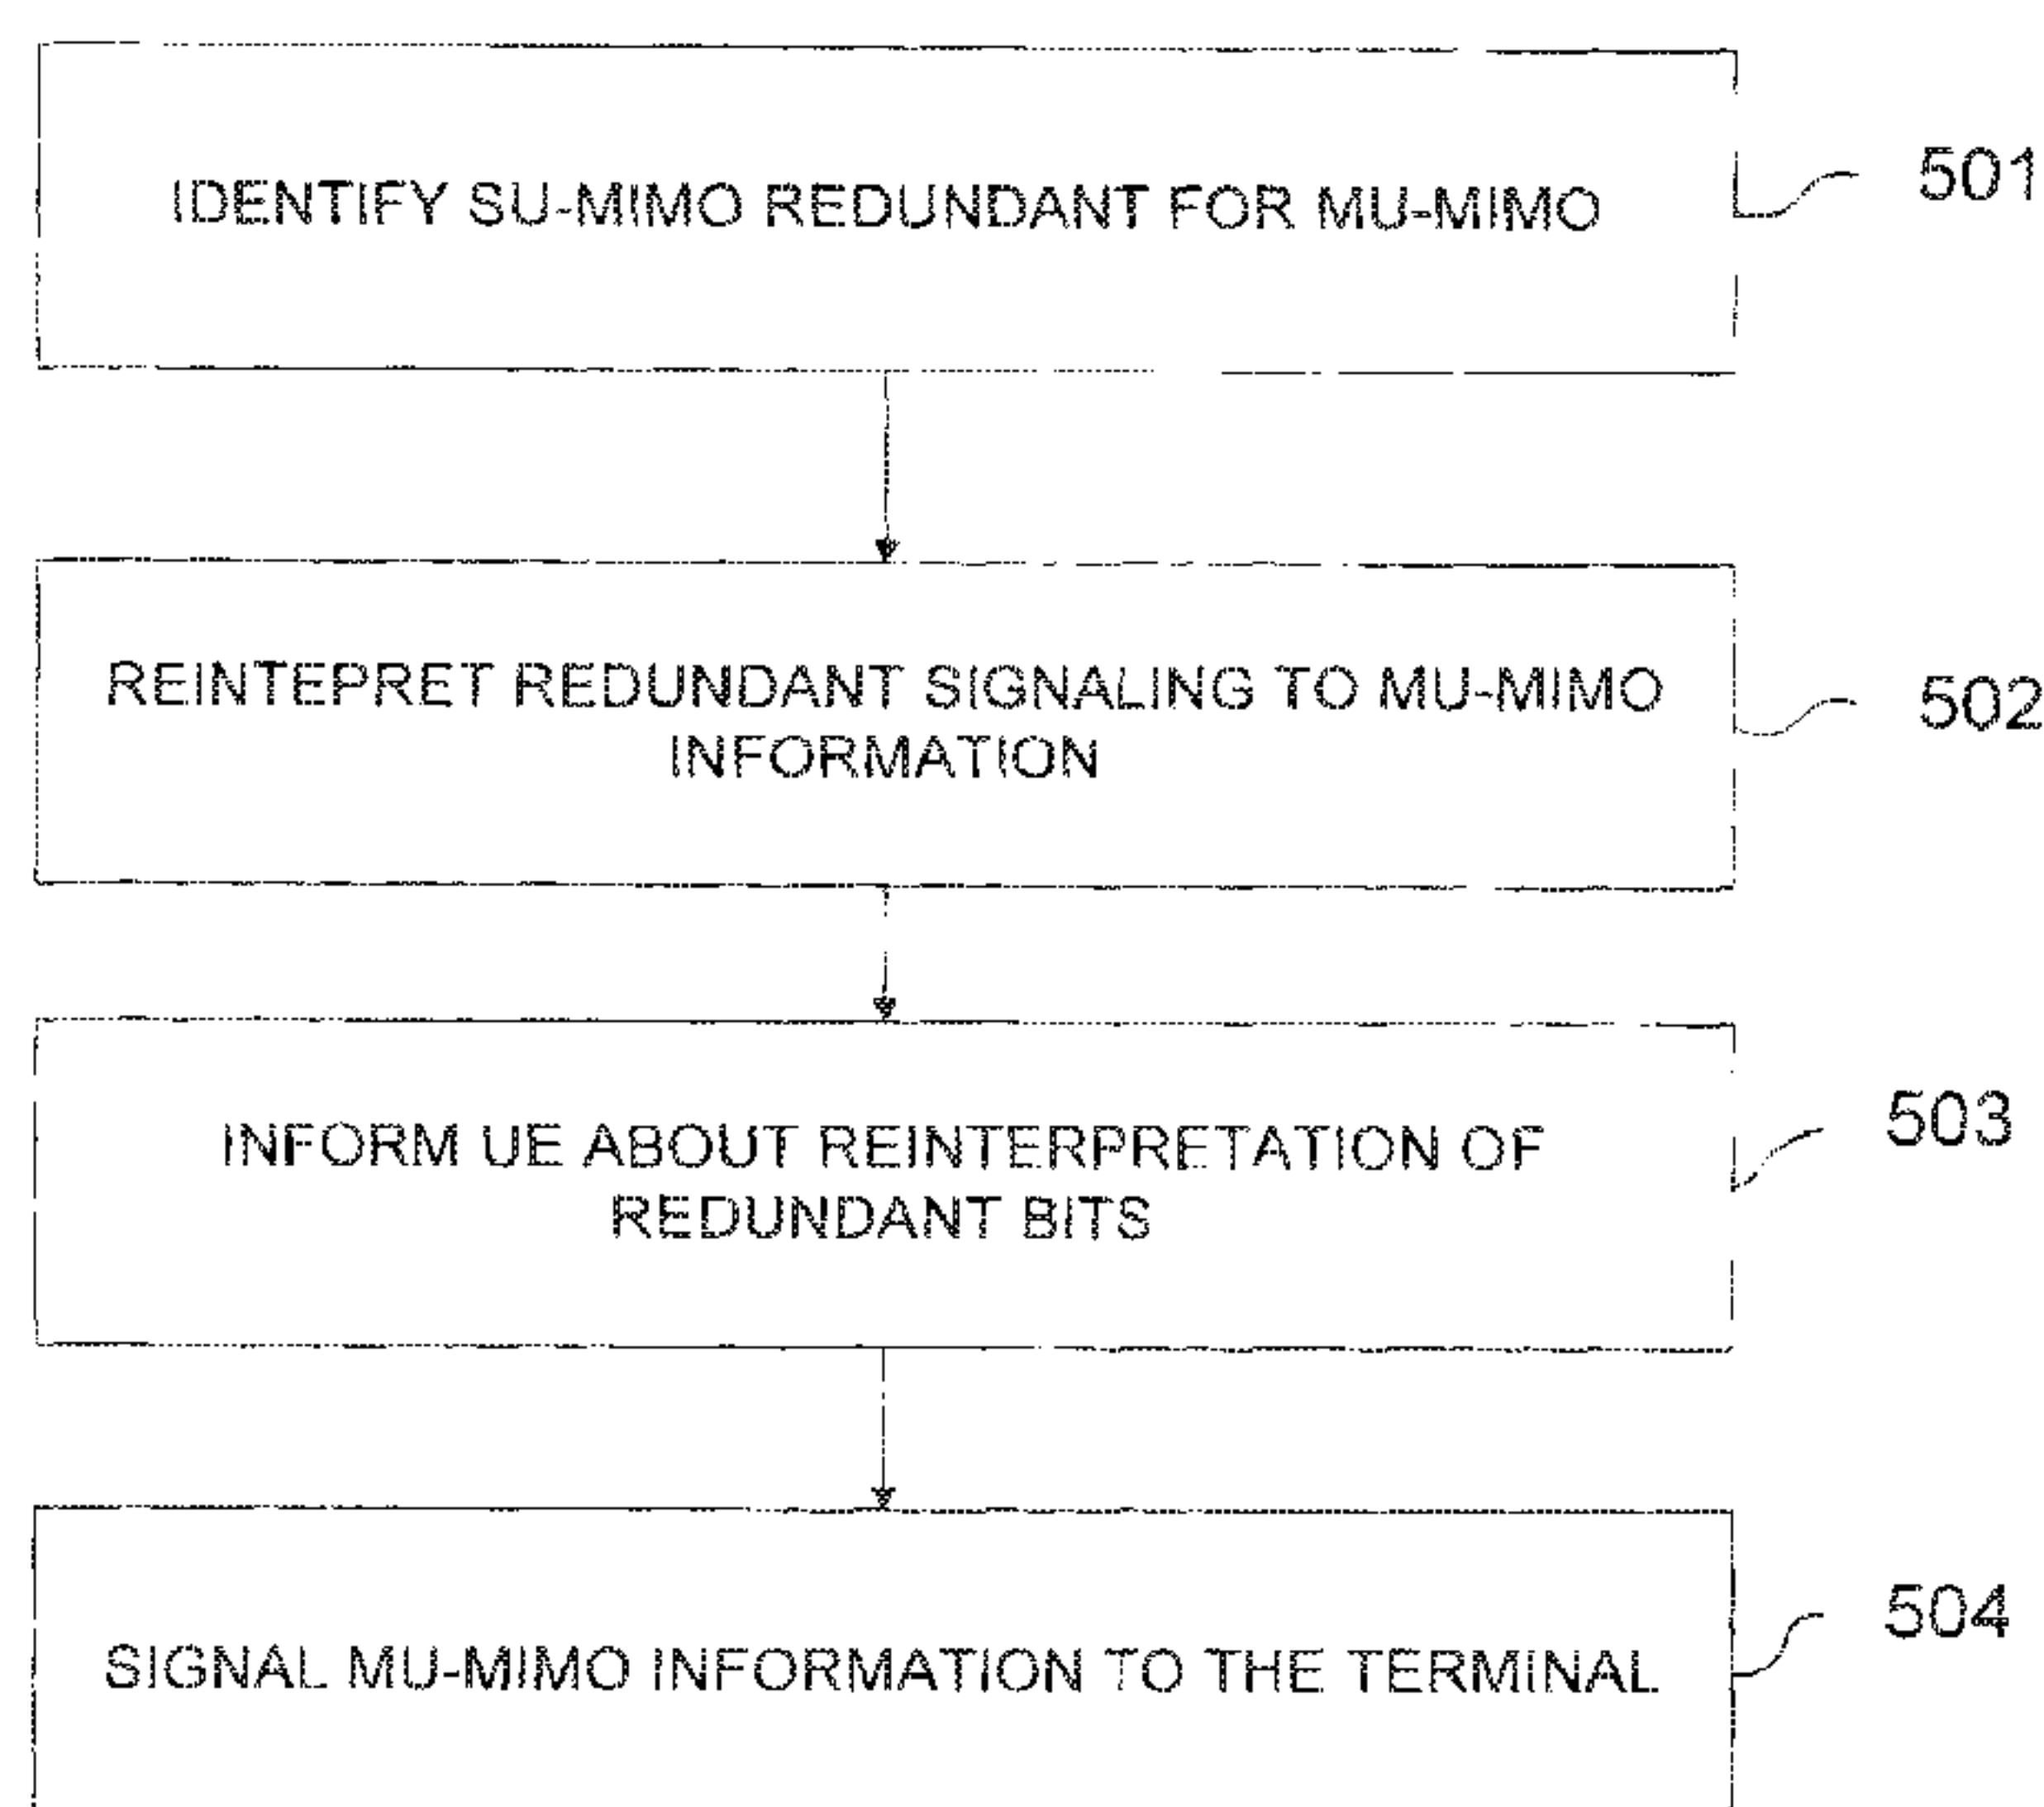 IDENTIFY SU-MIMO REDUNDANT FOR MU-MIMO
501
REINTEPRET REDUNDANT SIGNALING TO MU-MIMO
INFORMATION
502
INFORM UE ABOUT REINTERPRETATION OF
REDUNDANT BITS
503
SIGNAL MU-MIMO INFORMATION TO THE TERMINAL
504